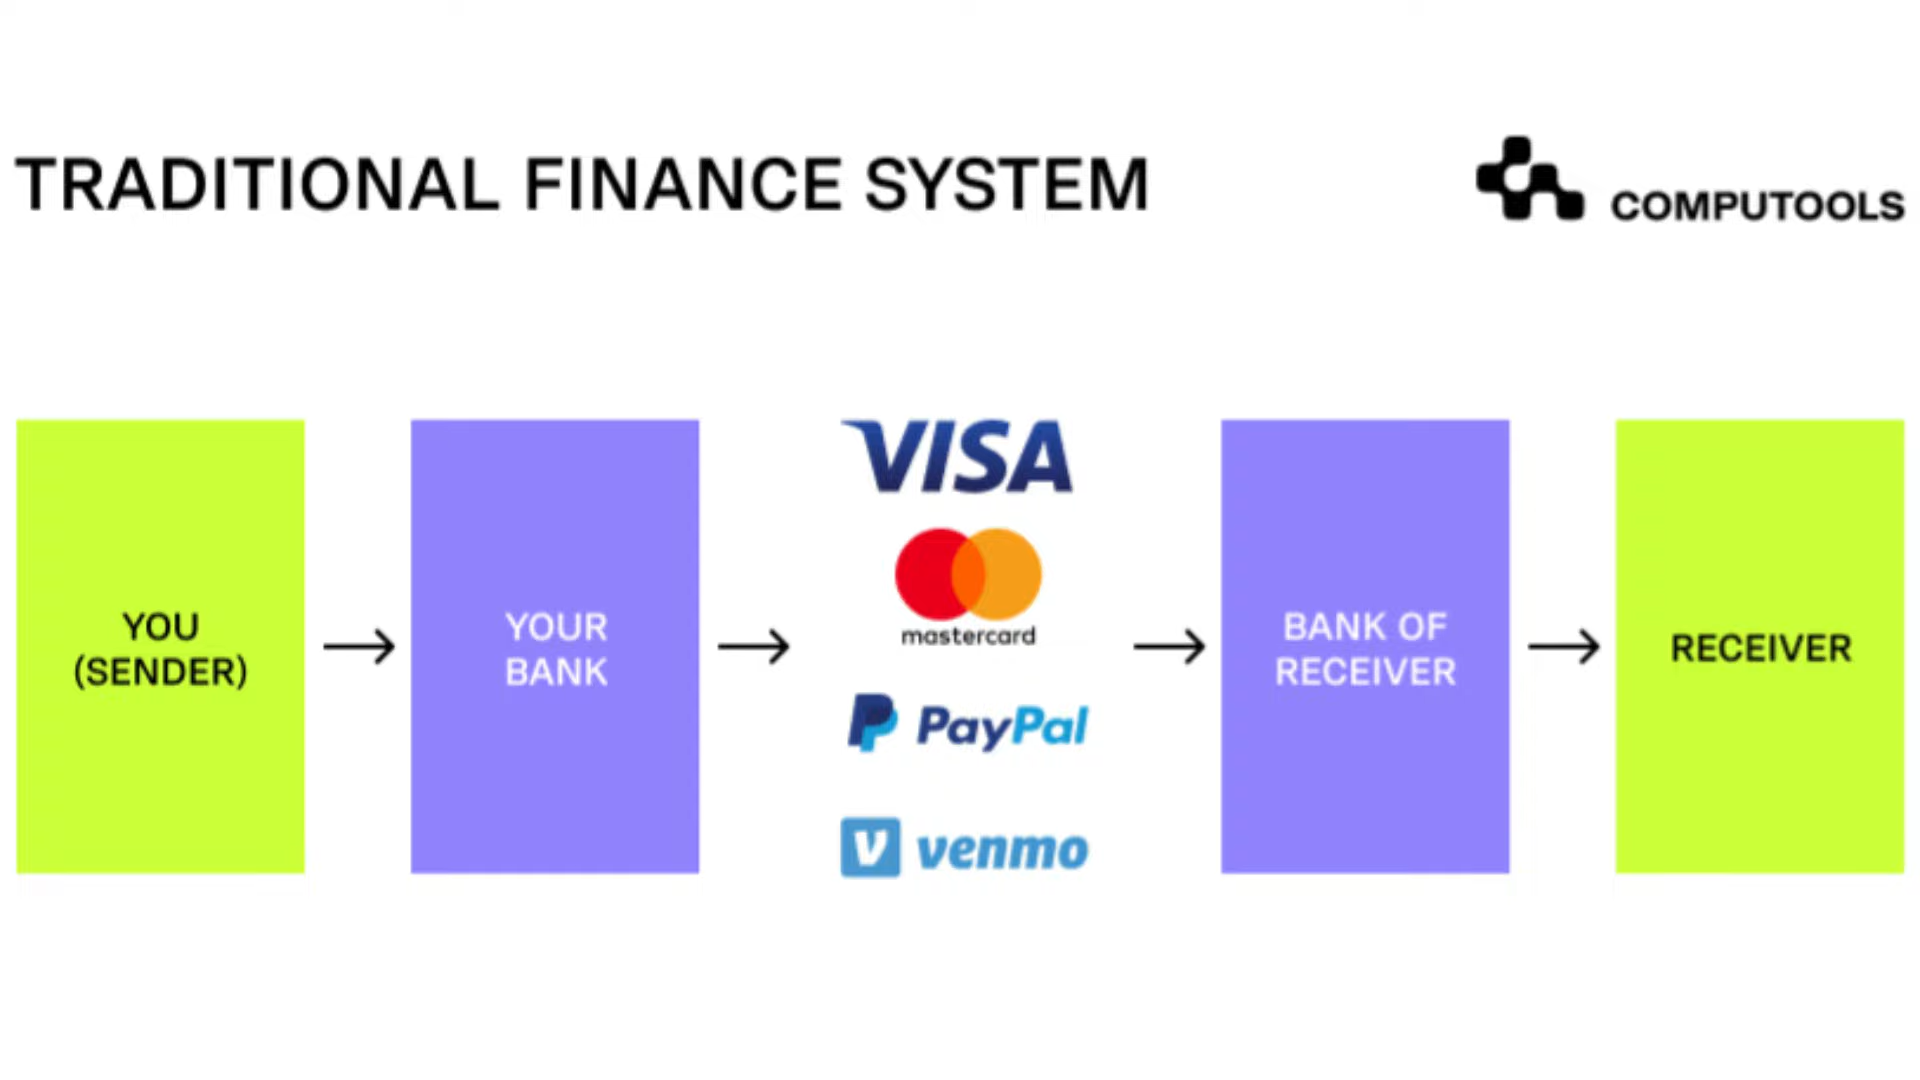 TRADITIONAL FINANCE SYSTEM
COMPUTOOLS
YOU
(SENDER)
YOUR
BANK
VISA
mastercard
PayPal
venmo
BANK OF
RECEIVER
RECEIVER